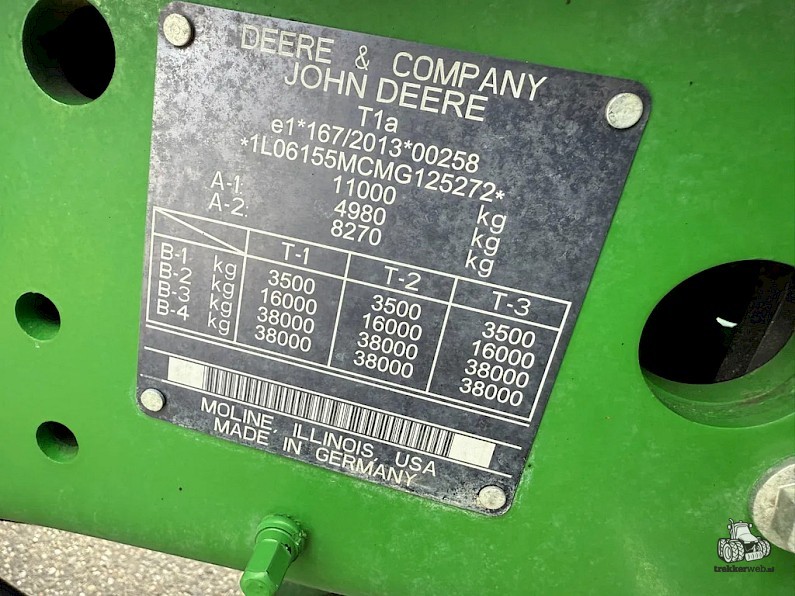 DEERE & COMPANY
JOHN DEERE
T1a
e1*167/2013*00258
*1L06155MCMG125272*
11000 kg
A-1: 4980 kg
A-2: 8270 kg
T-1 T-2 T-3
B-1 kg 3500 3500 3500
B-2 kg 16000 16000 16000
B-3 kg 38000 38000 38000
B-4 kg 38000 38000 38000
MOLINE, ILLINOIS, USA
MADE IN GERMANY
trekkerweb.nl